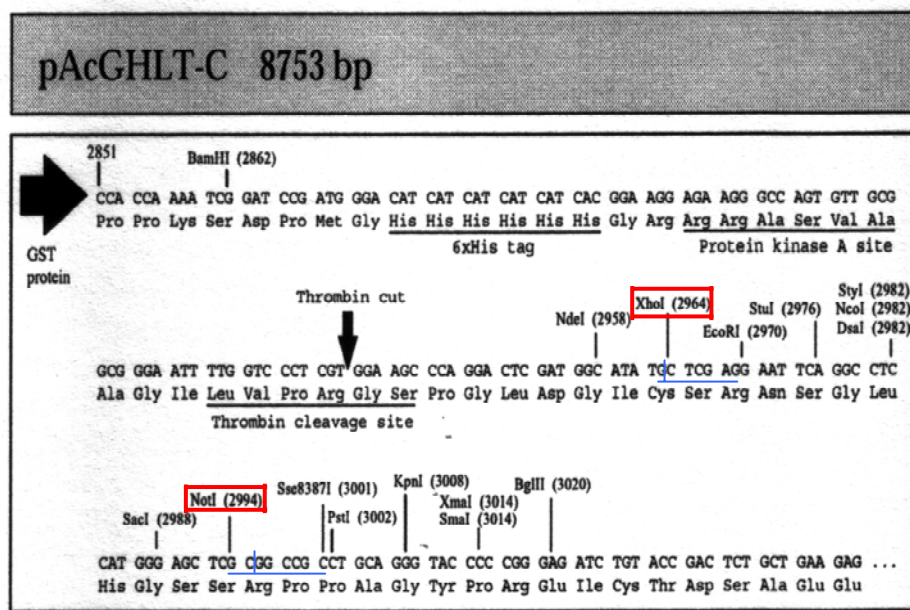 pAcGHLT-C 8753 bp
2851
BamHI (2862)
CCA CCA AAA TCG GAT CCG ATG GGA CAT CAT CAT CAT CAT CAC GGA AGG AGA AGG GCC AGT GTT GCG
Pro Pro Lys Ser Asp Pro Met Gly His His His His His His Gly Arg Arg Arg Ala Ser Val Ala
6xHis tag
Protein kinase A site
GST
protein
Thrombin cut
NdeI (2958)
XhoI (2964)
EcoRI (2970)
StuI (2976)
StyI (2982)
NcoI (2982)
DsaI (2982)
GCG GGA ATT TTG GTC CCT CGT GGA AGC CCA GGA CTC GAT GGC ATA TGC TCG AGG AAT TCA GGC CTC
Ala Gly Ile Leu Val Pro Arg Gly Ser Pro Gly Leu Asp Gly Ile Cys Ser Arg Asn Ser Gly Leu
Thrombin cleavage site
SacI (2988)
NotI (2994)
Sse8387I (3001)
PstI (3002)
KpnI (3008)
XmaI (3014)
SmaI (3014)
BglII (3020)
CAT GGG AGC TCG CGG CCG CCT GCA GGG TAC CCC CGG GAG ATC TGT ACC GAC TCT GCT GAA GAG ...
His Gly Ser Ser Arg Pro Pro Ala Gly Tyr Pro Arg Glu Ile Cys Thr Asp Ser Ala Glu Glu